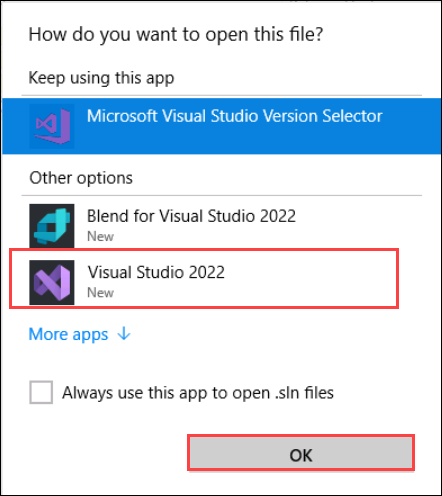 How do you want to open this file?
Keep using this app
Microsoft Visual Studio Version Selector
Other options
Blend for Visual Studio 2022
New
Visual Studio 2022
New
More apps ↓
Always use this app to open .sln files
OK